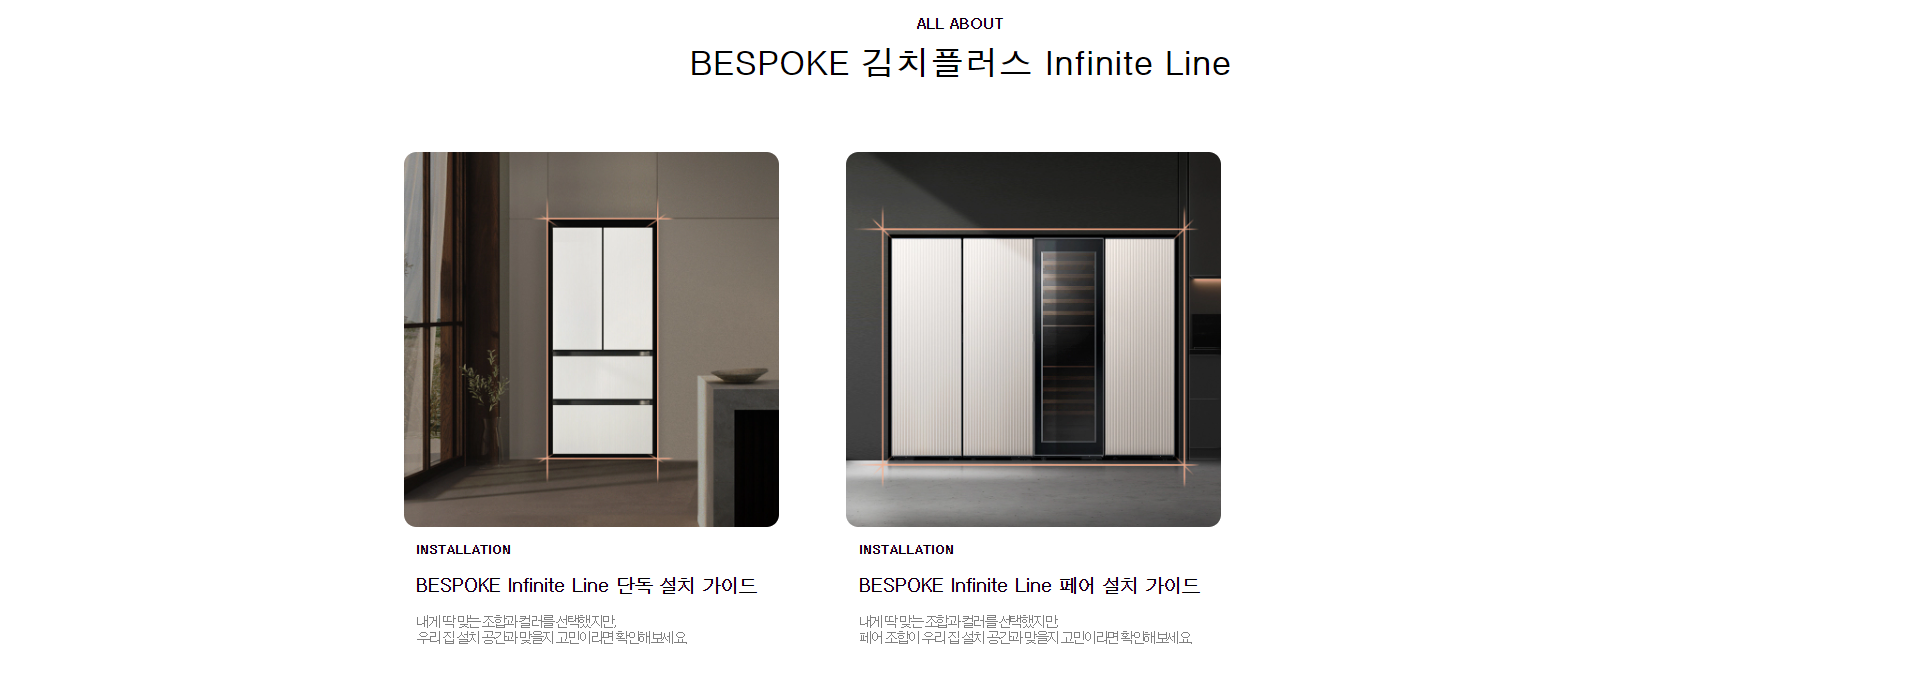 ALL ABOUT
BESPOKE 김치플러스 Infinite Line
INSTALLATION
BESPOKE Infinite Line 단독 설치 가이드
내게 딱 맞는 조합과 컬러를 선택했지만,
우리 집 설치 공간과 맞을지 고민이라면 확인해보세요.
INSTALLATION
BESPOKE Infinite Line 페어 설치 가이드
내게 딱 맞는 조합과 컬러를 선택했지만
페어 조합이 우리 집 설치 공간과 맞을지 고민이라면 확인해보세요.